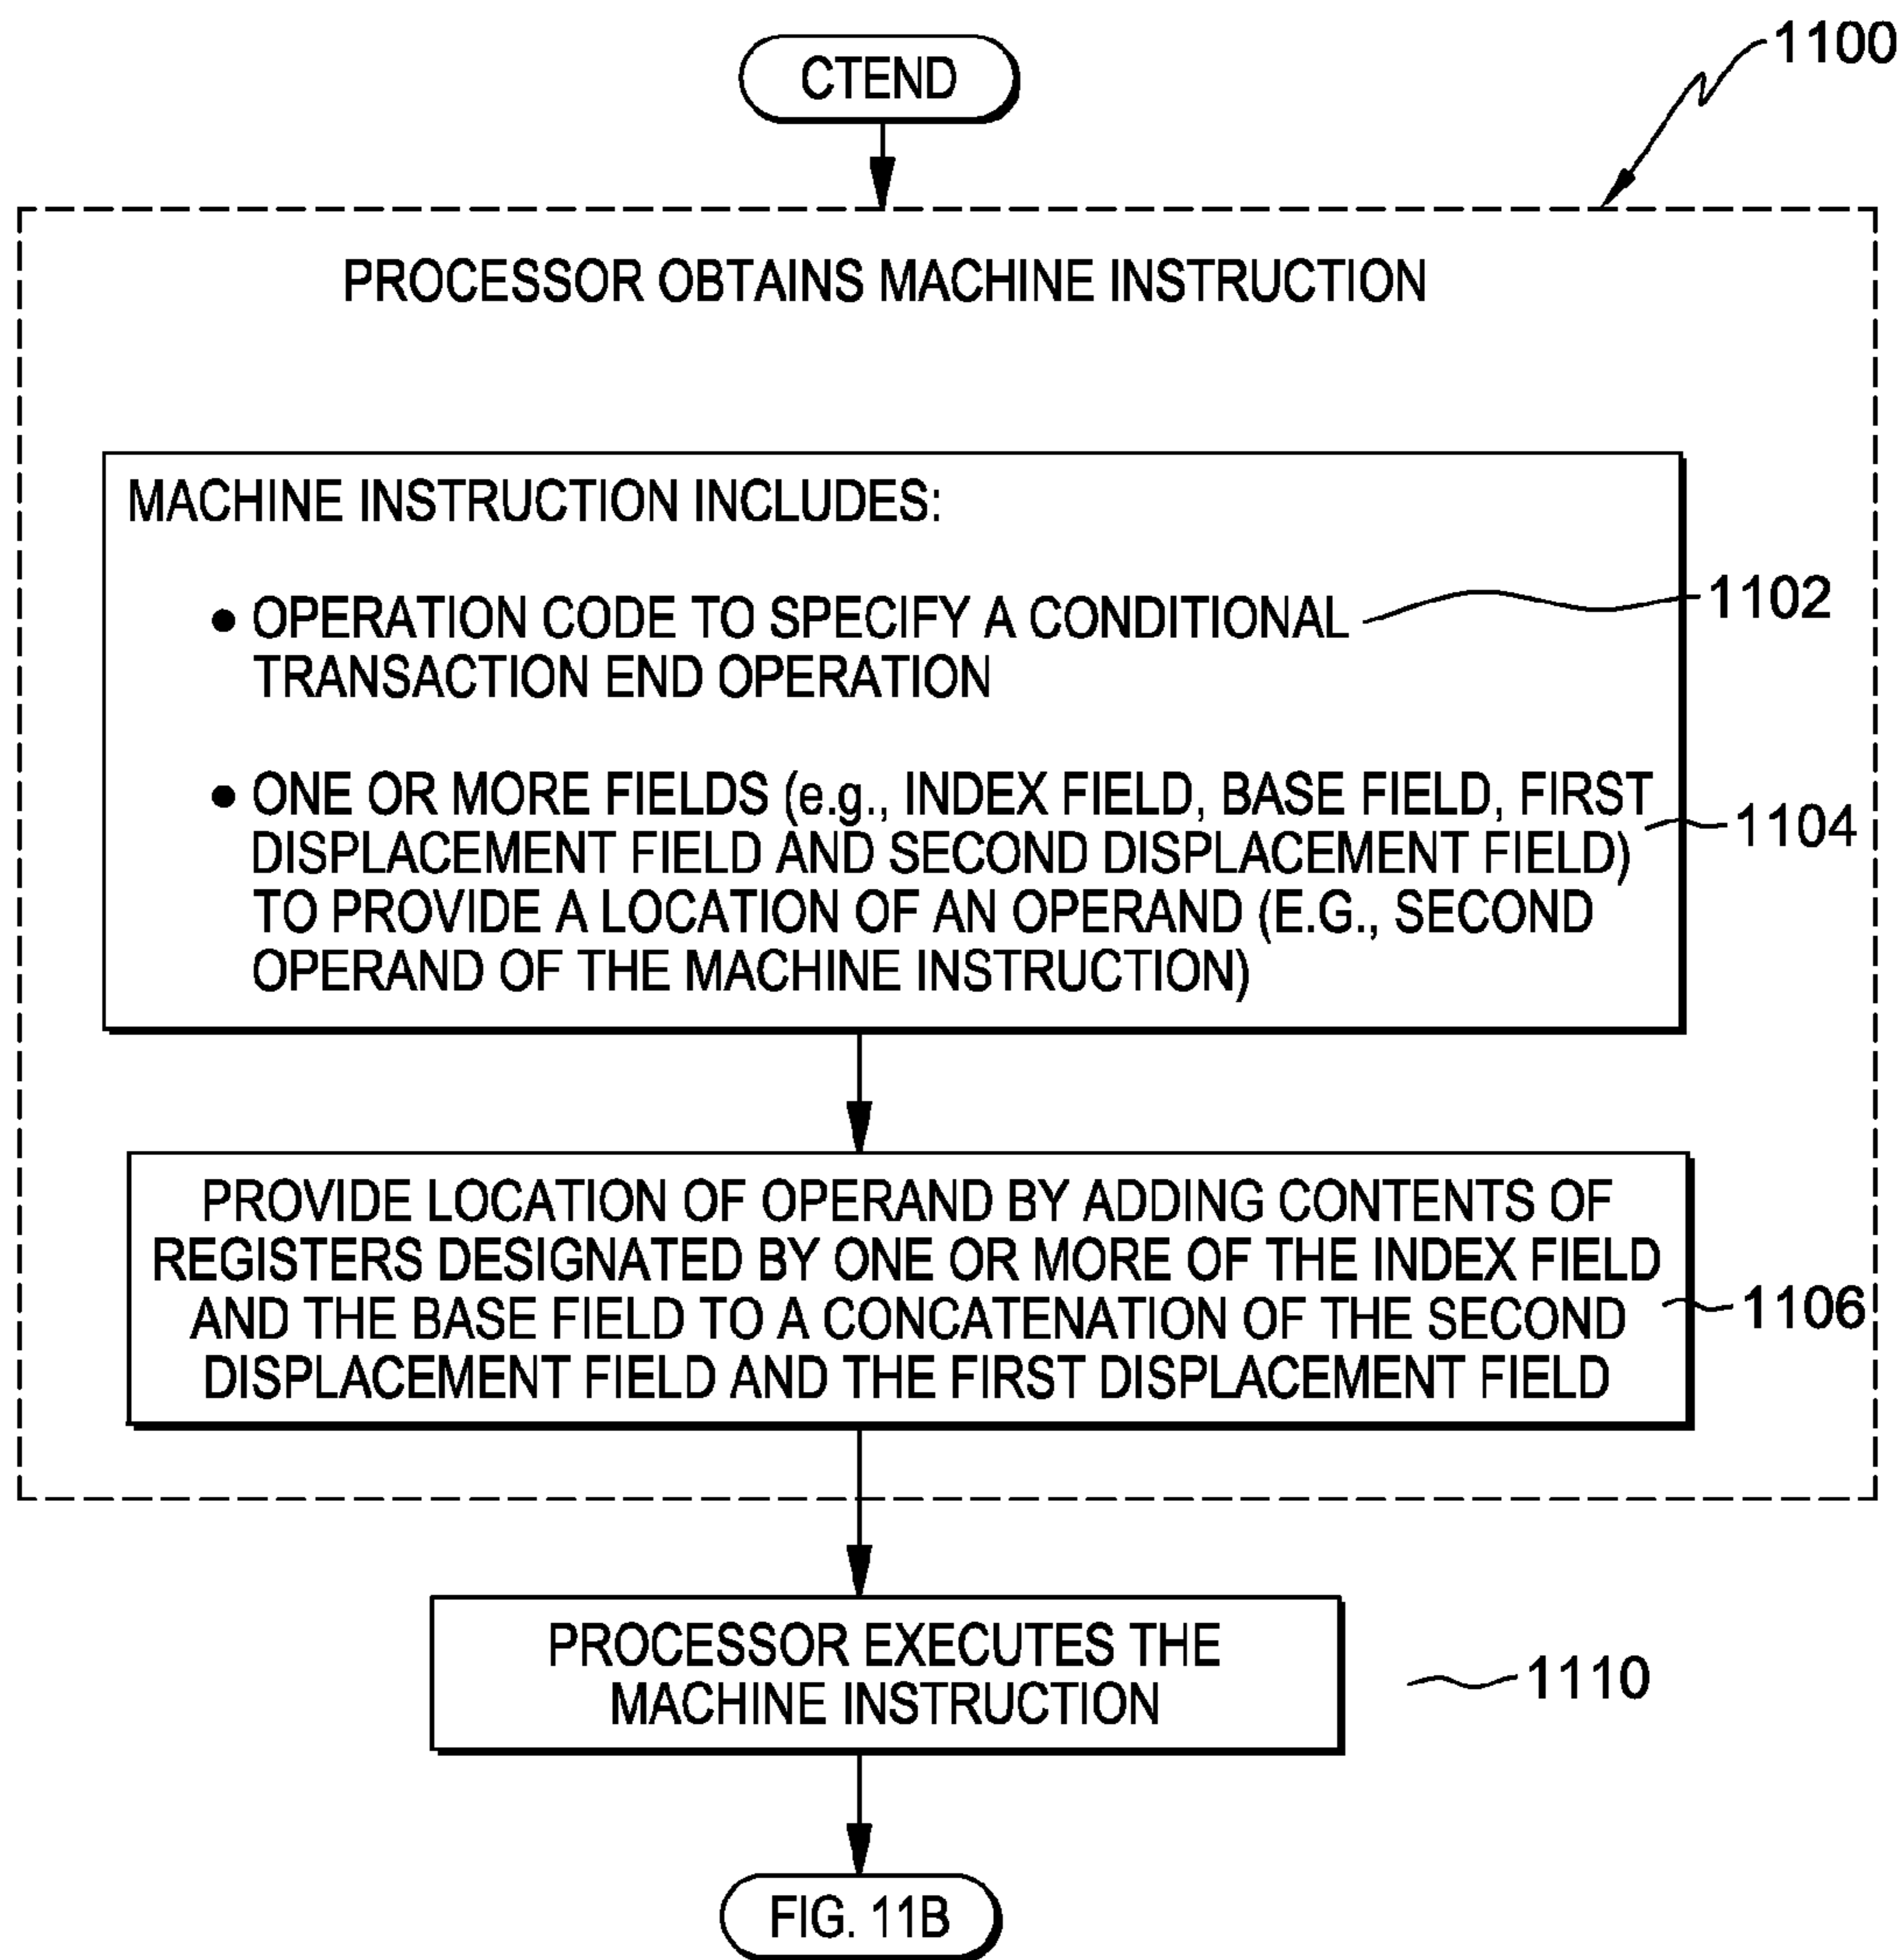 1100
CTEND
PROCESSOR OBTAINS MACHINE INSTRUCTION
MACHINE INSTRUCTION INCLUDES:
● OPERATION CODE TO SPECIFY A CONDITIONAL
TRANSACTION END OPERATION
1102
● ONE OR MORE FIELDS (e.g., INDEX FIELD, BASE FIELD, FIRST
DISPLACEMENT FIELD AND SECOND DISPLACEMENT FIELD)
TO PROVIDE A LOCATION OF AN OPERAND (E.G., SECOND
OPERAND OF THE MACHINE INSTRUCTION)
1104
PROVIDE LOCATION OF OPERAND BY ADDING CONTENTS OF
REGISTERS DESIGNATED BY ONE OR MORE OF THE INDEX FIELD
AND THE BASE FIELD TO A CONCATENATION OF THE SECOND
DISPLACEMENT FIELD AND THE FIRST DISPLACEMENT FIELD
1106
PROCESSOR EXECUTES THE
MACHINE INSTRUCTION
1110
FIG. 11B